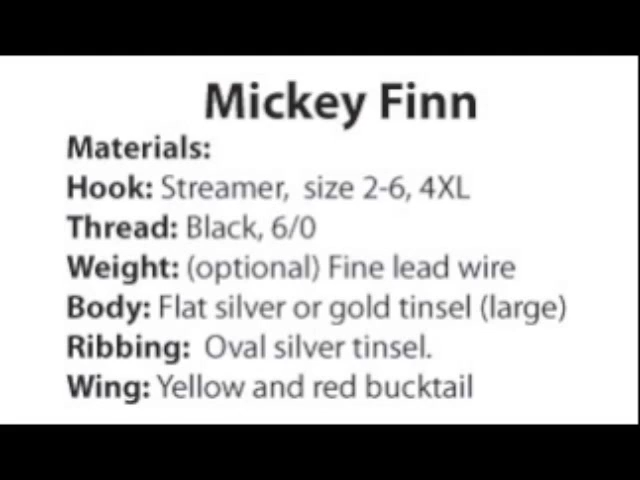 Mickey Finn
Materials:
Hook: Streamer, size 2-6, 4XL
Thread: Black, 6/0
Weight: (optional) Fine lead wire
Body: Flat silver or gold tinsel (large)
Ribbing: Oval silver tinsel.
Wing: Yellow and red bucktail